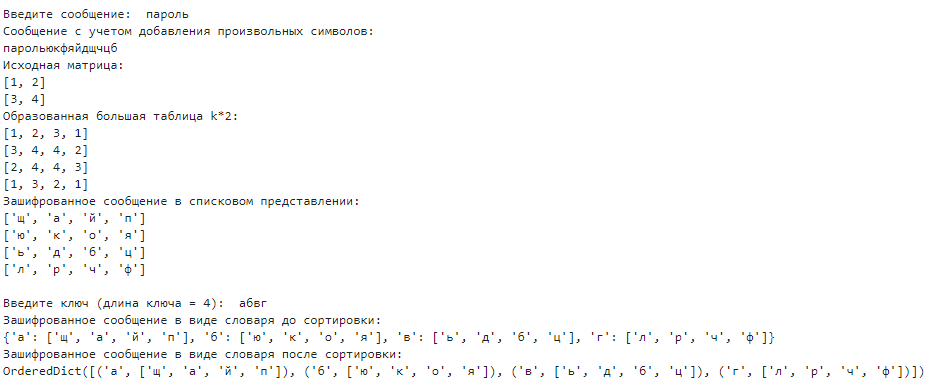 Введите сообщение:  пароль
Сообщение с учетом добавления произвольных символов:
парольюкфяйдщчцб
Исходная матрица:
[1, 2]
[3, 4]
Образованная большая таблица k*2:
[1, 2, 3, 1]
[3, 4, 4, 2]
[2, 4, 4, 3]
[1, 3, 2, 1]
Зашифрованное сообщение в списковом представлении:
['щ', 'а', 'й', 'п']
['ю', 'к', 'о', 'я']
['ь', 'д', 'б', 'ц']
['л', 'р', 'ч', 'ф']
Введите ключ (длина ключа = 4):  абвг
Зашифрованное сообщение в виде словаря до сортировки:
{'а': ['щ', 'а', 'й', 'п'], 'б': ['ю', 'к', 'о', 'я'], 'в': ['ь', 'д', 'б', 'ц'], 'г': ['л', 'р', 'ч', 'ф']}
Зашифрованное сообщение в виде словаря после сортировки:
OrderedDict([('а', ['щ', 'а', 'й', 'п']), ('б', ['ю', 'к', 'о', 'я']), ('в', ['ь', 'д', 'б', 'ц']), ('г', ['л', 'р', 'ч', 'ф'])])